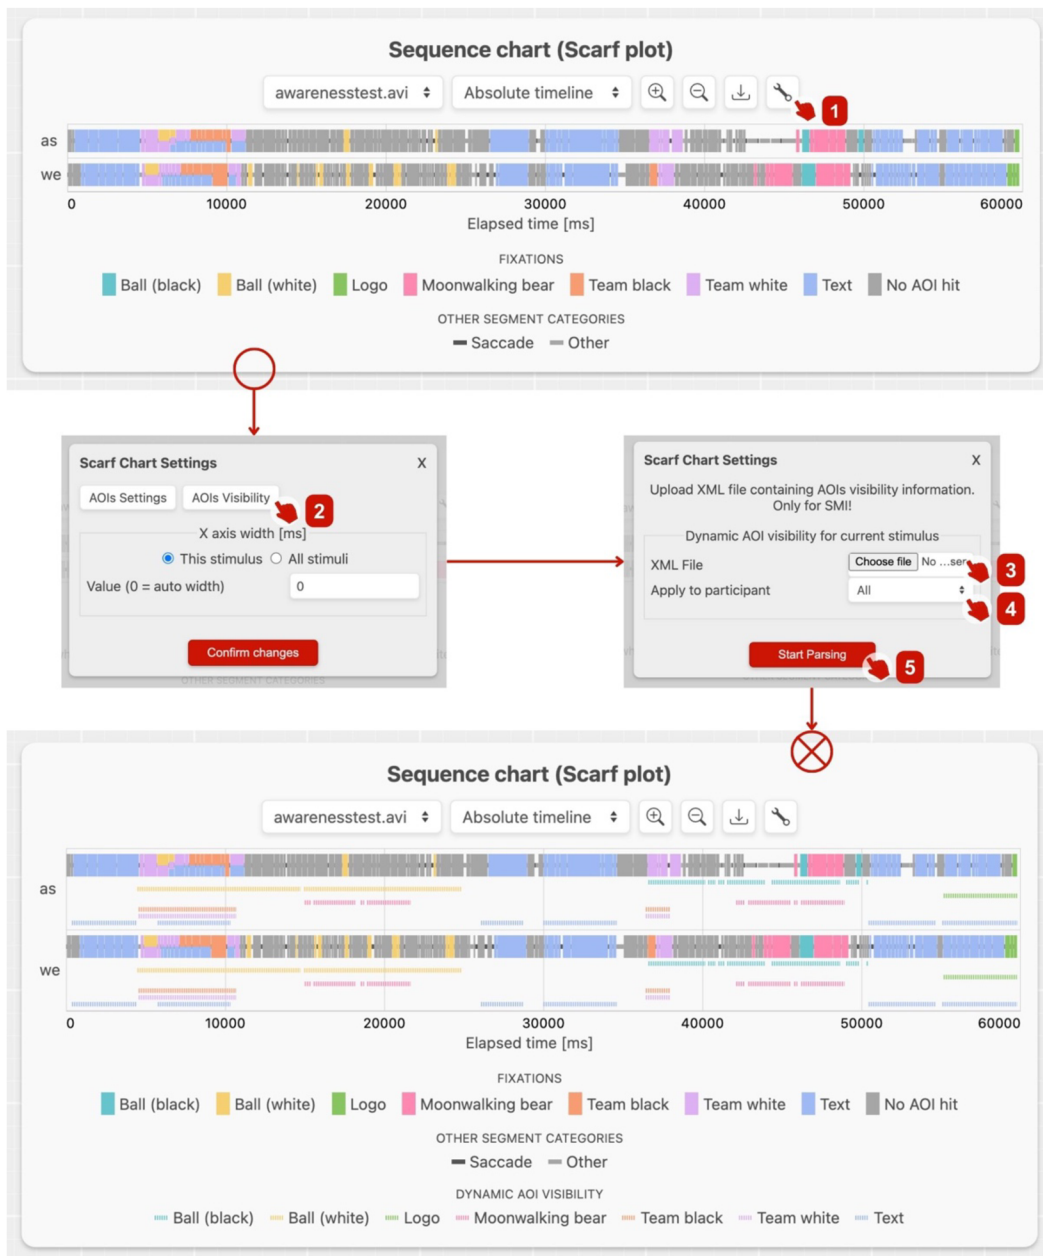 Sequence chart (Scarf plot)
awarenesstest.avi Absolute timeline
1
as
we
0 10000 20000 30000 40000 50000 60000
Elapsed time [ms]
FIXATIONS
Ball (black) Ball (white) Logo Moonwalking bear Team black Team white Text No AOI hit
OTHER SEGMENT CATEGORIES
Saccade Other
Scarf Chart Settings X
AOIs Settings AOIs Visibility
2
X axis width [ms]
This stimulus All stimuli
Value (0 = auto width) 0
Confirm changes
OTHER SEGMENT CATEGORIES
Scarf Chart Settings X
Upload XML file containing AOIs visibility information.
Only for SMI!
Dynamic AOI visibility for current stimulus
XML File Choose file No ...ser
3
Apply to participant All
4
Start Parsing
5
Sequence chart (Scarf plot)
awarenesstest.avi Absolute timeline
as
we
0 10000 20000 30000 40000 50000 60000
Elapsed time [ms]
FIXATIONS
Ball (black) Ball (white) Logo Moonwalking bear Team black Team white Text No AOI hit
OTHER SEGMENT CATEGORIES
Saccade Other
DYNAMIC AOI VISIBILITY
Ball (black) Ball (white) Logo Moonwalking bear Team black Team white Text